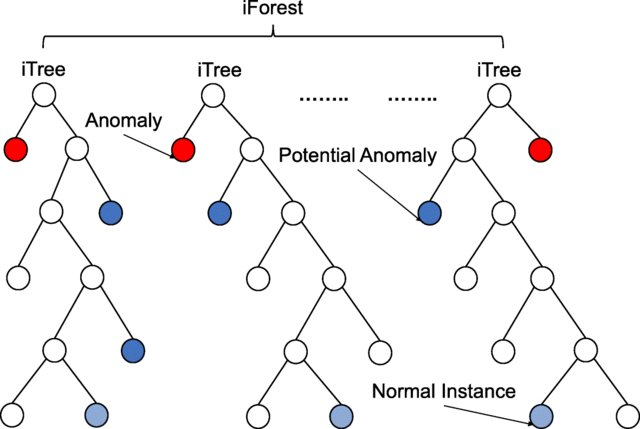 iForest
iTree
iTree
iTree
Anomaly
Potential Anomaly
Normal Instance